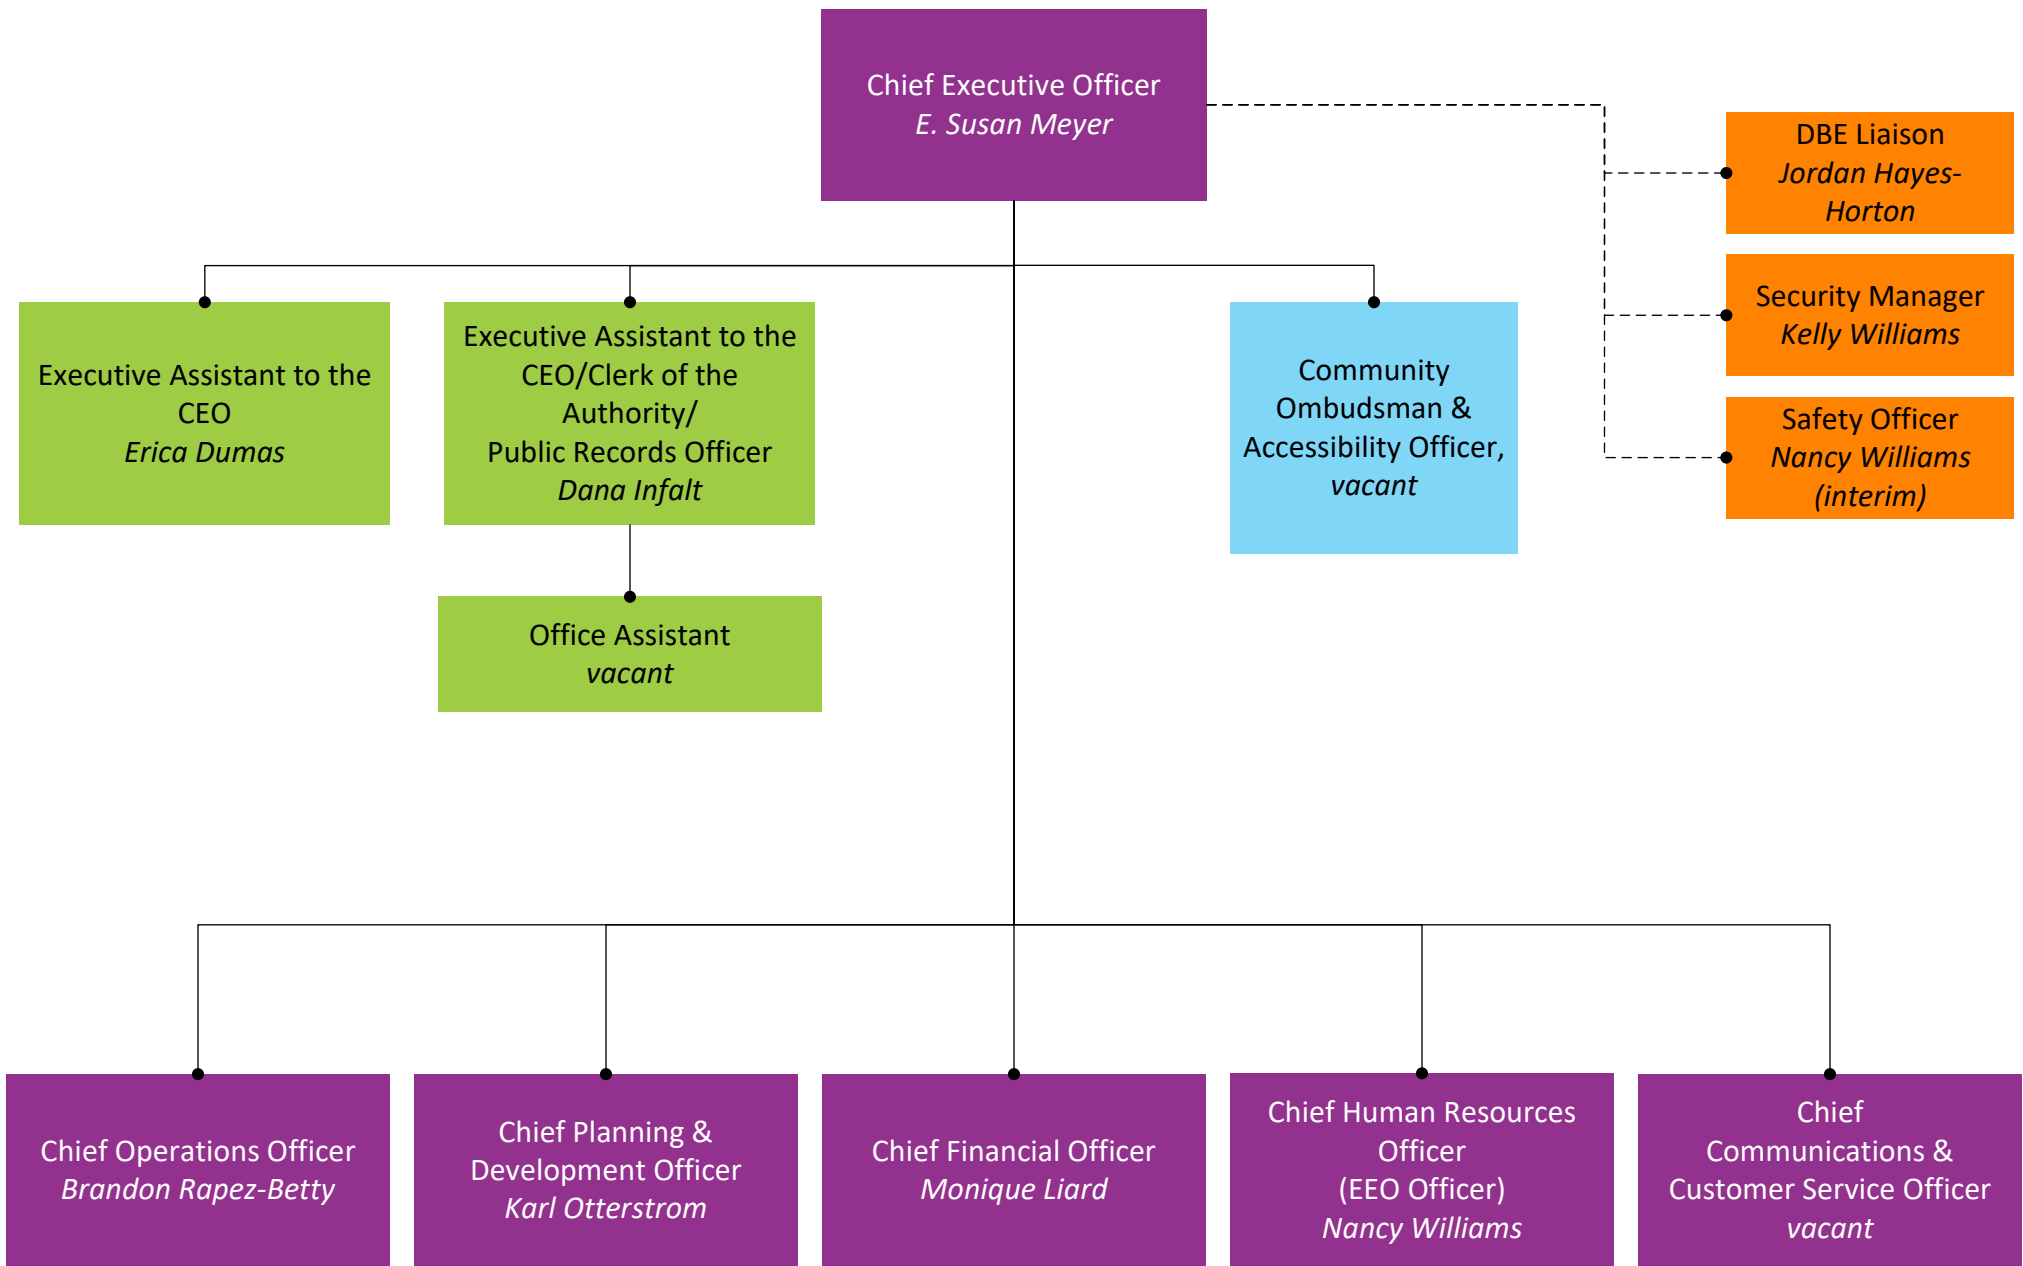 Chief Executive Officer
E. Susan Meyer
DBE Liaison
Jordan Hayes-
Horton
Security Manager
Kelly Williams
Safety Officer
Nancy Williams
(interim)
Executive Assistant to the
CEO
Erica Dumas
Executive Assistant to the
CEO/Clerk of the
Authority/
Public Records Officer
Dana Infalt
Community
Ombudsman &
Accessibility Officer,
vacant
Office Assistant
vacant
Chief Operations Officer
Brandon Rapez-Betty
Chief Planning &
Development Officer
Karl Otterstrom
Chief Financial Officer
Monique Liard
Chief Human Resources
Officer
(EEO Officer)
Nancy Williams
Chief
Communications &
Customer Service Officer
vacant